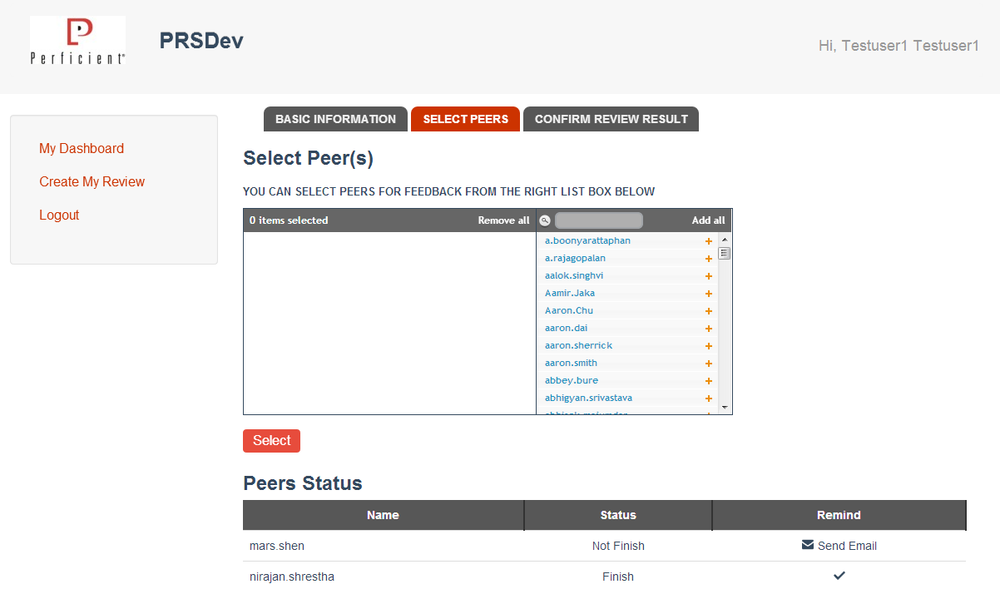 Perficient
PRSDev
Hi, Testuser1 Testuser1
My Dashboard
Create My Review
Logout
BASIC INFORMATION SELECT PEERS CONFIRM REVIEW RESULT
Select Peer(s)
YOU CAN SELECT PEERS FOR FEEDBACK FROM THE RIGHT LIST BOX BELOW
0 items selected Remove all Add all
a.boonyarattaphan
a.rajagopalan
aalok.singhvi
Aamir.Jaka
Aaron.Chu
aaron.dai
aaron.sherrick
aaron.smith
abbey.bure
abhigyan.srivastava
Select
Peers Status
Name Status Remind
mars.shen Not Finish Send Email
nirajan.shrestha Finish